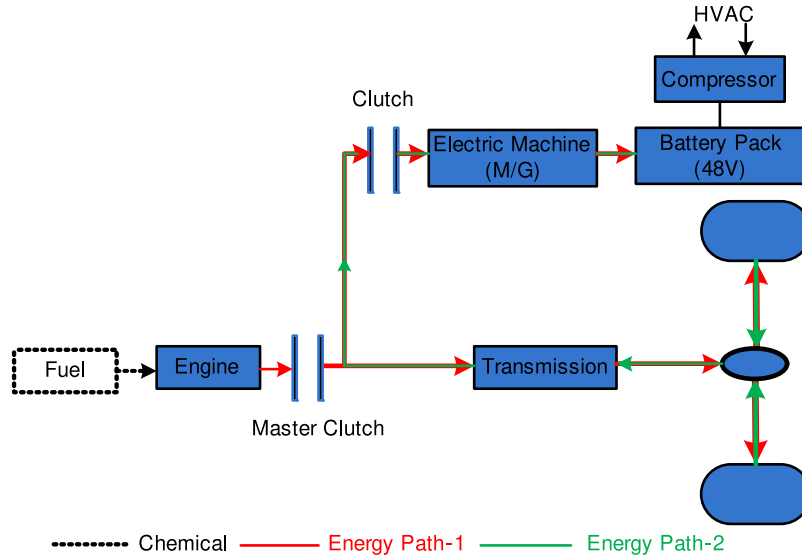 HVAC
Compressor
Clutch
Electric Machine
(M/G)
Battery Pack
(48V)
Fuel
Engine
Transmission
Master Clutch
Chemical
Energy Path-1
Energy Path-2